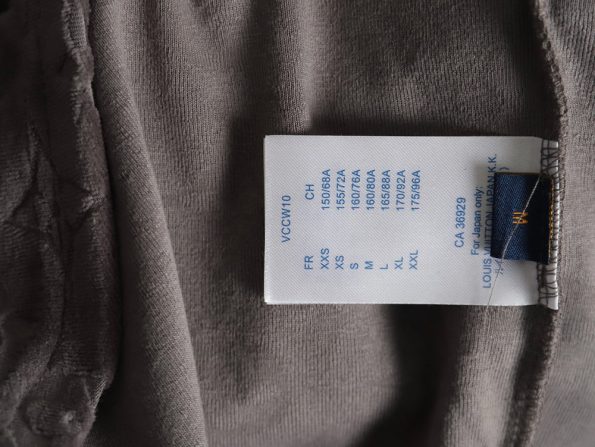 M
For Japan only:
LOUIS VUITTON JAPAN K.K.
CA 36929
VCCW10
FR CH
XXS 150/68A
XS 155/72A
S 160/76A
M 160/80A
L 165/88A
XL 170/92A
XXL 175/96A